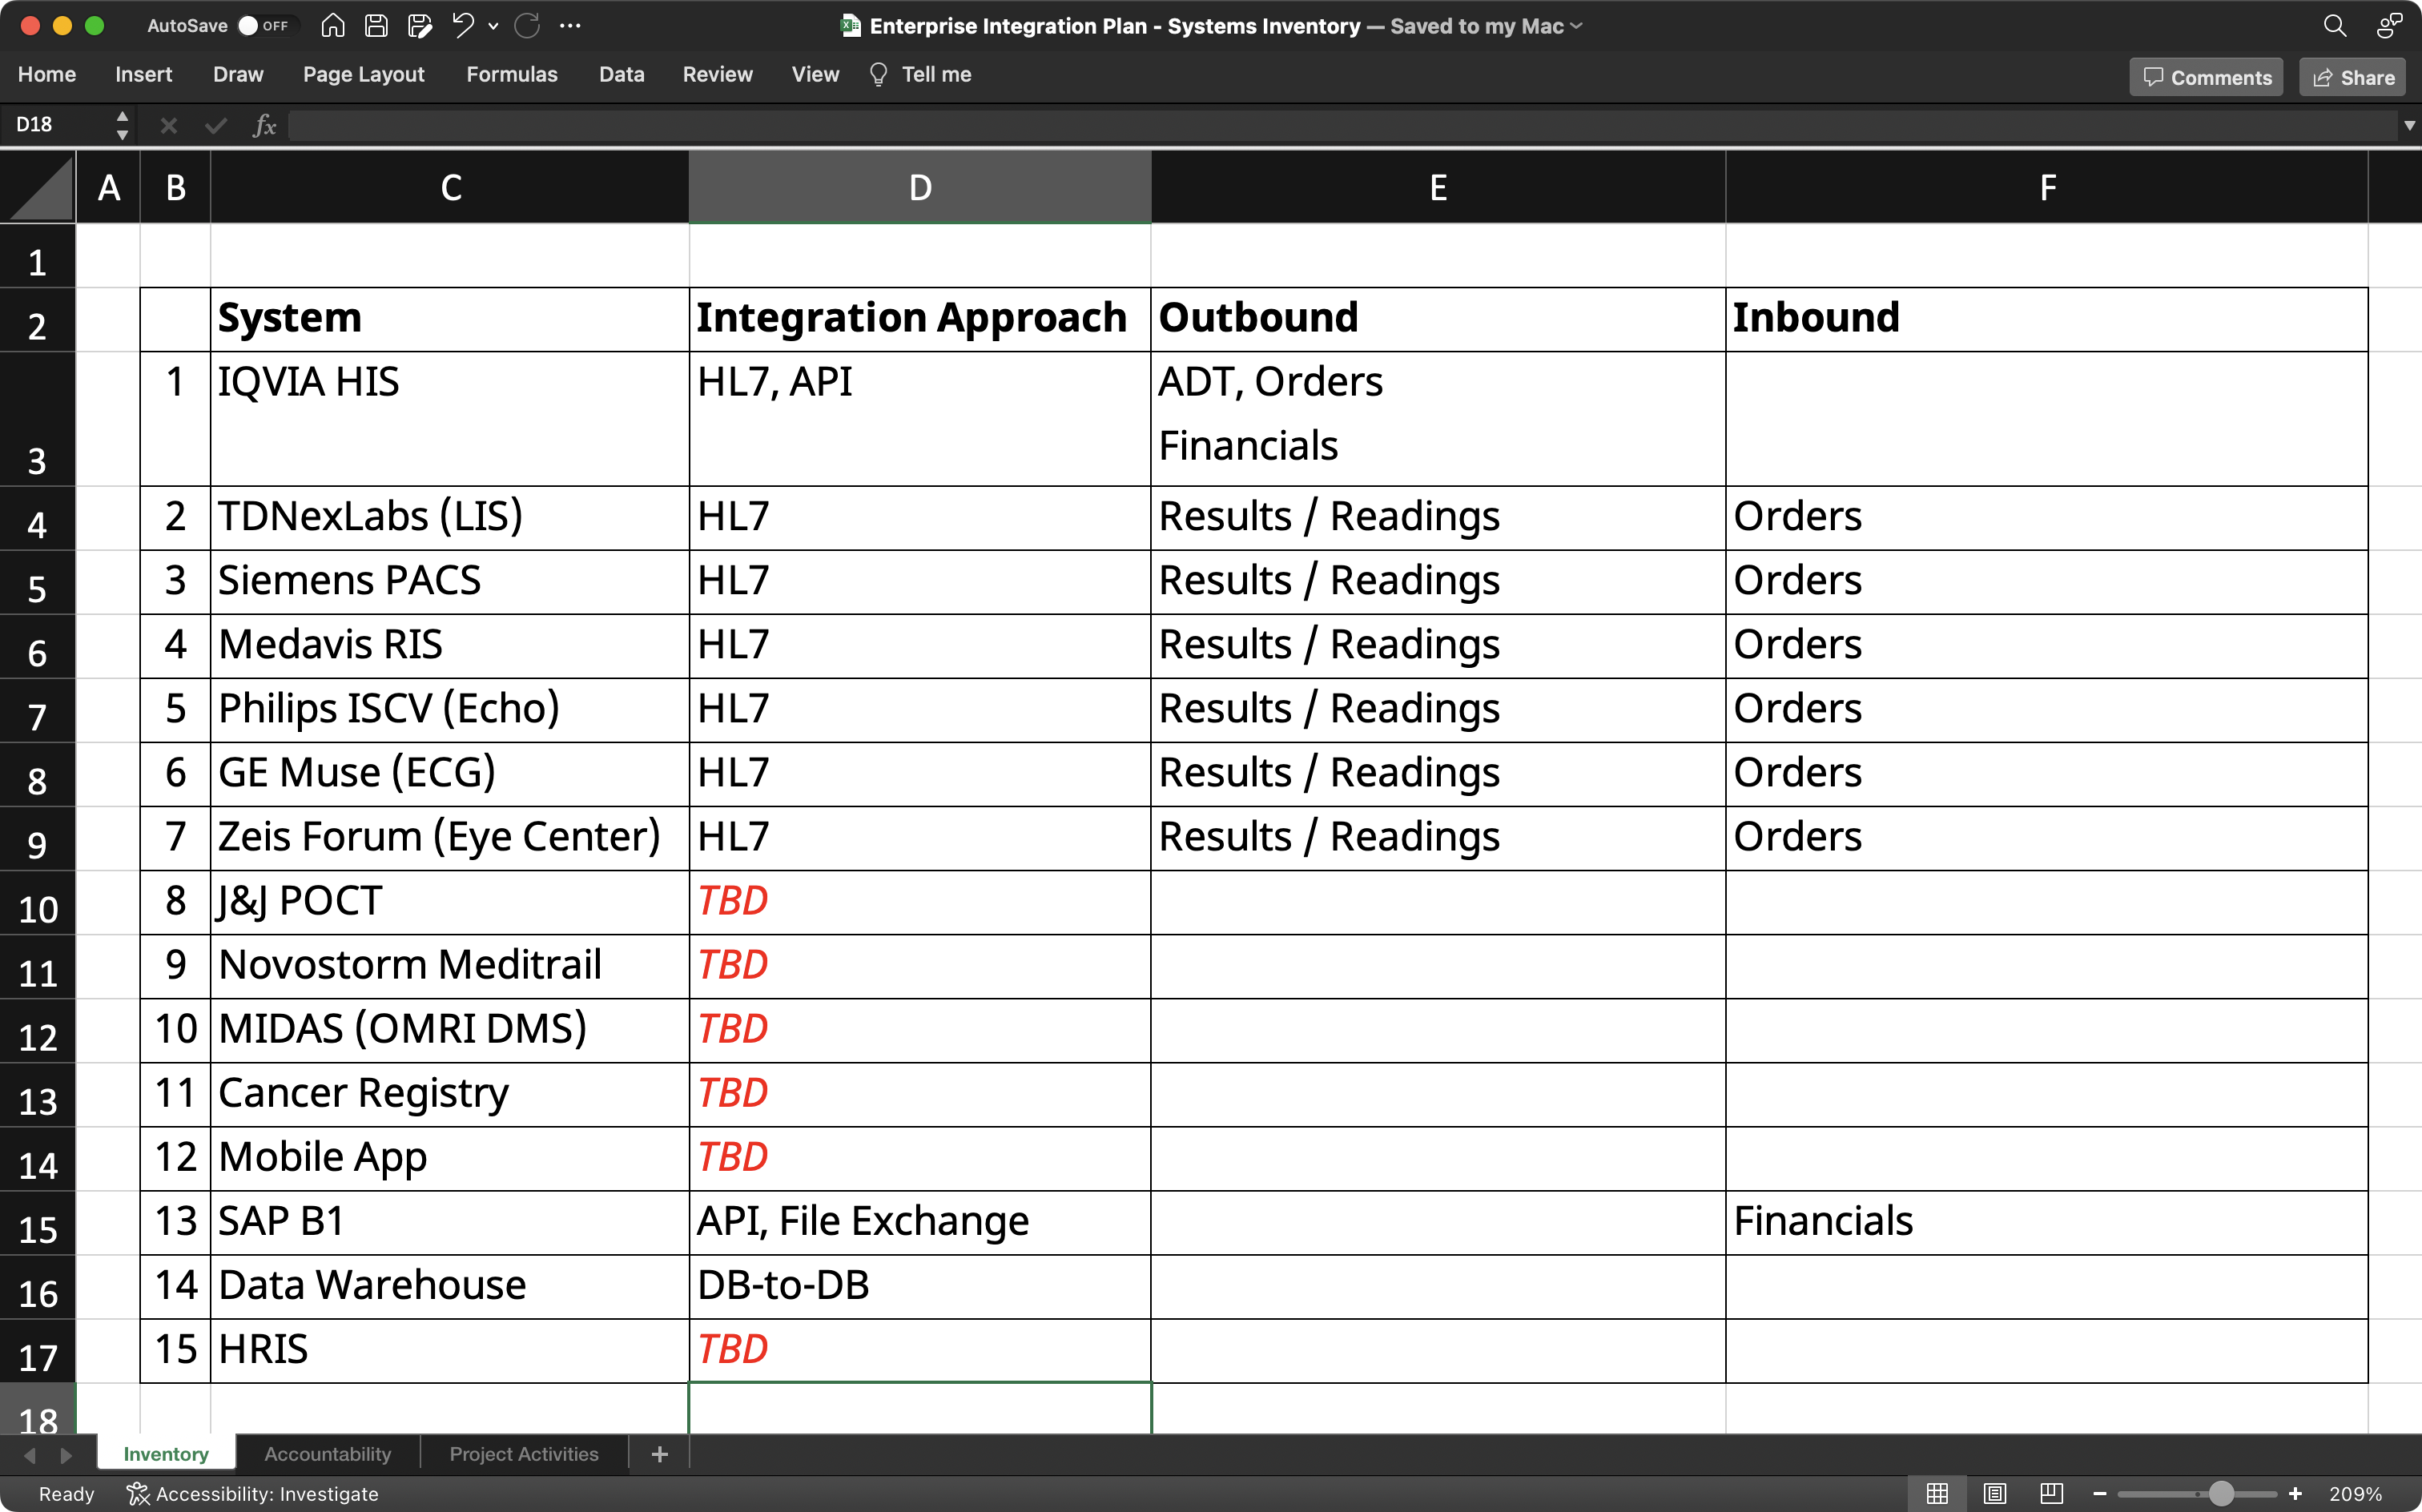 AutoSave OFF Enterprise Integration Plan - Systems Inventory — Saved to my Mac
Home Insert Draw Page Layout Formulas Data Review View Tell me Comments Share
D18 fx
A B C D E F
1
2 System Integration Approach Outbound Inbound
3 1 IQVIA HIS HL7, API ADT, Orders
Financials
4 2 TDNexLabs (LIS) HL7 Results / Readings Orders
5 3 Siemens PACS HL7 Results / Readings Orders
6 4 Medavis RIS HL7 Results / Readings Orders
7 5 Philips ISCV (Echo) HL7 Results / Readings Orders
8 6 GE Muse (ECG) HL7 Results / Readings Orders
9 7 Zeis Forum (Eye Center) HL7 Results / Readings Orders
10 8 J&J POCT TBD
11 9 Novostorm Meditrail TBD
12 10 MIDAS (OMRI DMS) TBD
13 11 Cancer Registry TBD
14 12 Mobile App TBD
15 13 SAP B1 API, File Exchange Financials
16 14 Data Warehouse DB-to-DB
17 15 HRIS TBD
18
Inventory Accountability Project Activities +
Ready Accessibility: Investigate 209%